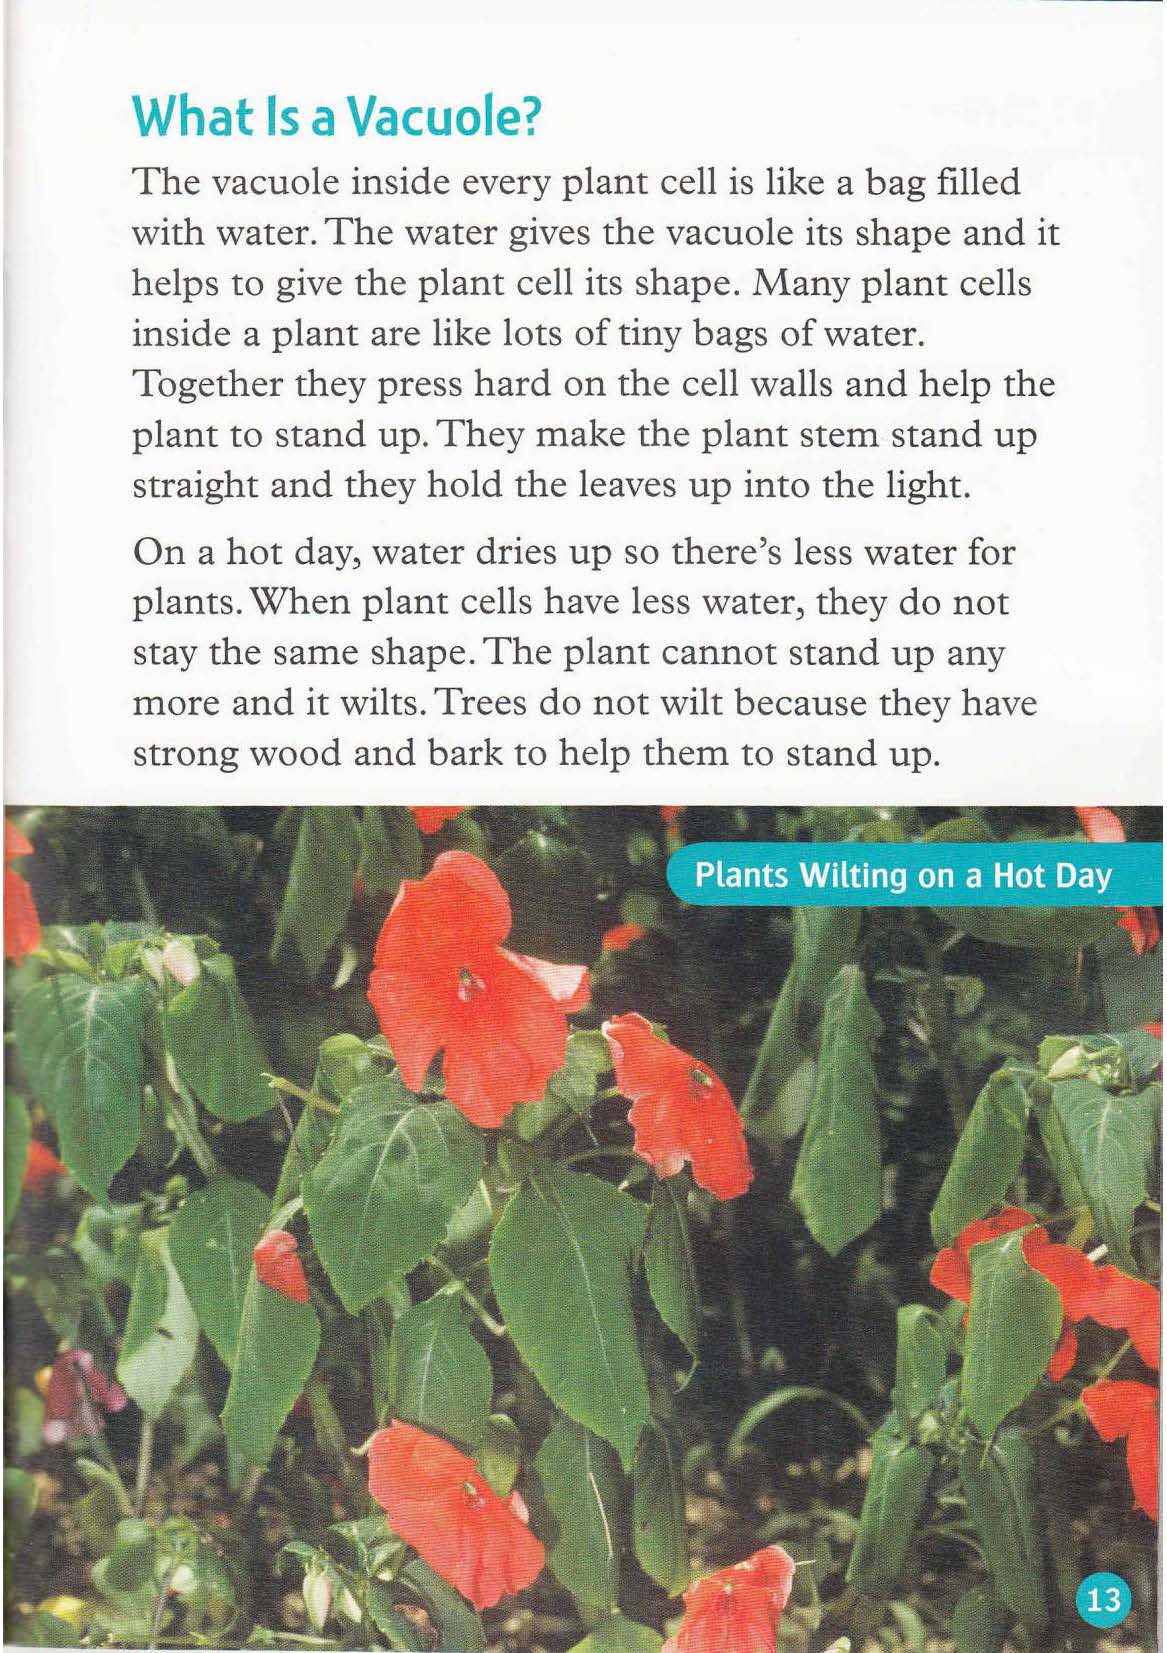 What Is a Vacuole?
The vacuole inside every plant cell is like a bag filled
with water. The water gives the vacuole its shape and it
helps to give the plant cell its shape. Many plant cells
inside a plant are like lots of tiny bags of water.
Together they press hard on the cell walls and help the
plant to stand up. They make the plant stem stand up
straight and they hold the leaves up into the light.
On a hot day, water dries up so there's less water for
plants. When plant cells have less water, they do not
stay the same shape. The plant cannot stand up any
more and it wilts. Trees do not wilt because they have
strong wood and bark to help them to stand up.
Plants Wilting on a Hot Day
13